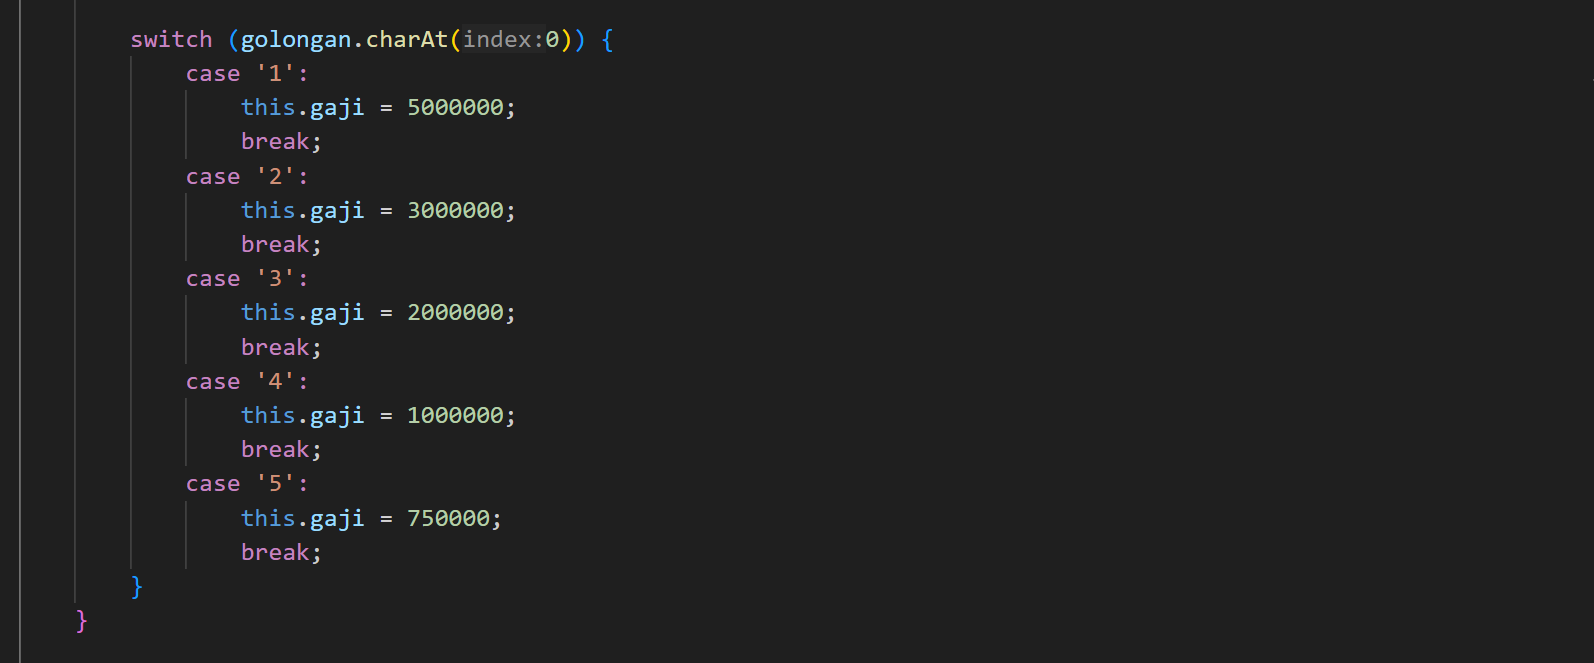 switch (golongan.charAt(index:0)) {
case '1':
this.gaji = 5000000;
break;
case '2':
this.gaji = 3000000;
break;
case '3':
this.gaji = 2000000;
break;
case '4':
this.gaji = 1000000;
break;
case '5':
this.gaji = 750000;
break;
}
}